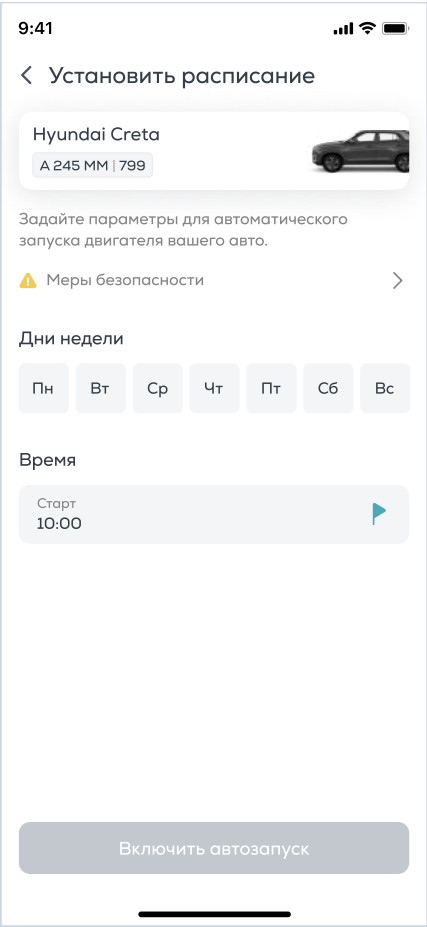 9:41
Установить расписание
Hyundai Creta
А 245 ММ | 799
Задайте параметры для автоматического
запуска двигателя вашего авто.
Меры безопасности
Дни недели
Пн Вт Ср Чт Пт Сб Вс
Время
Старт
10:00
Включить автозапуск